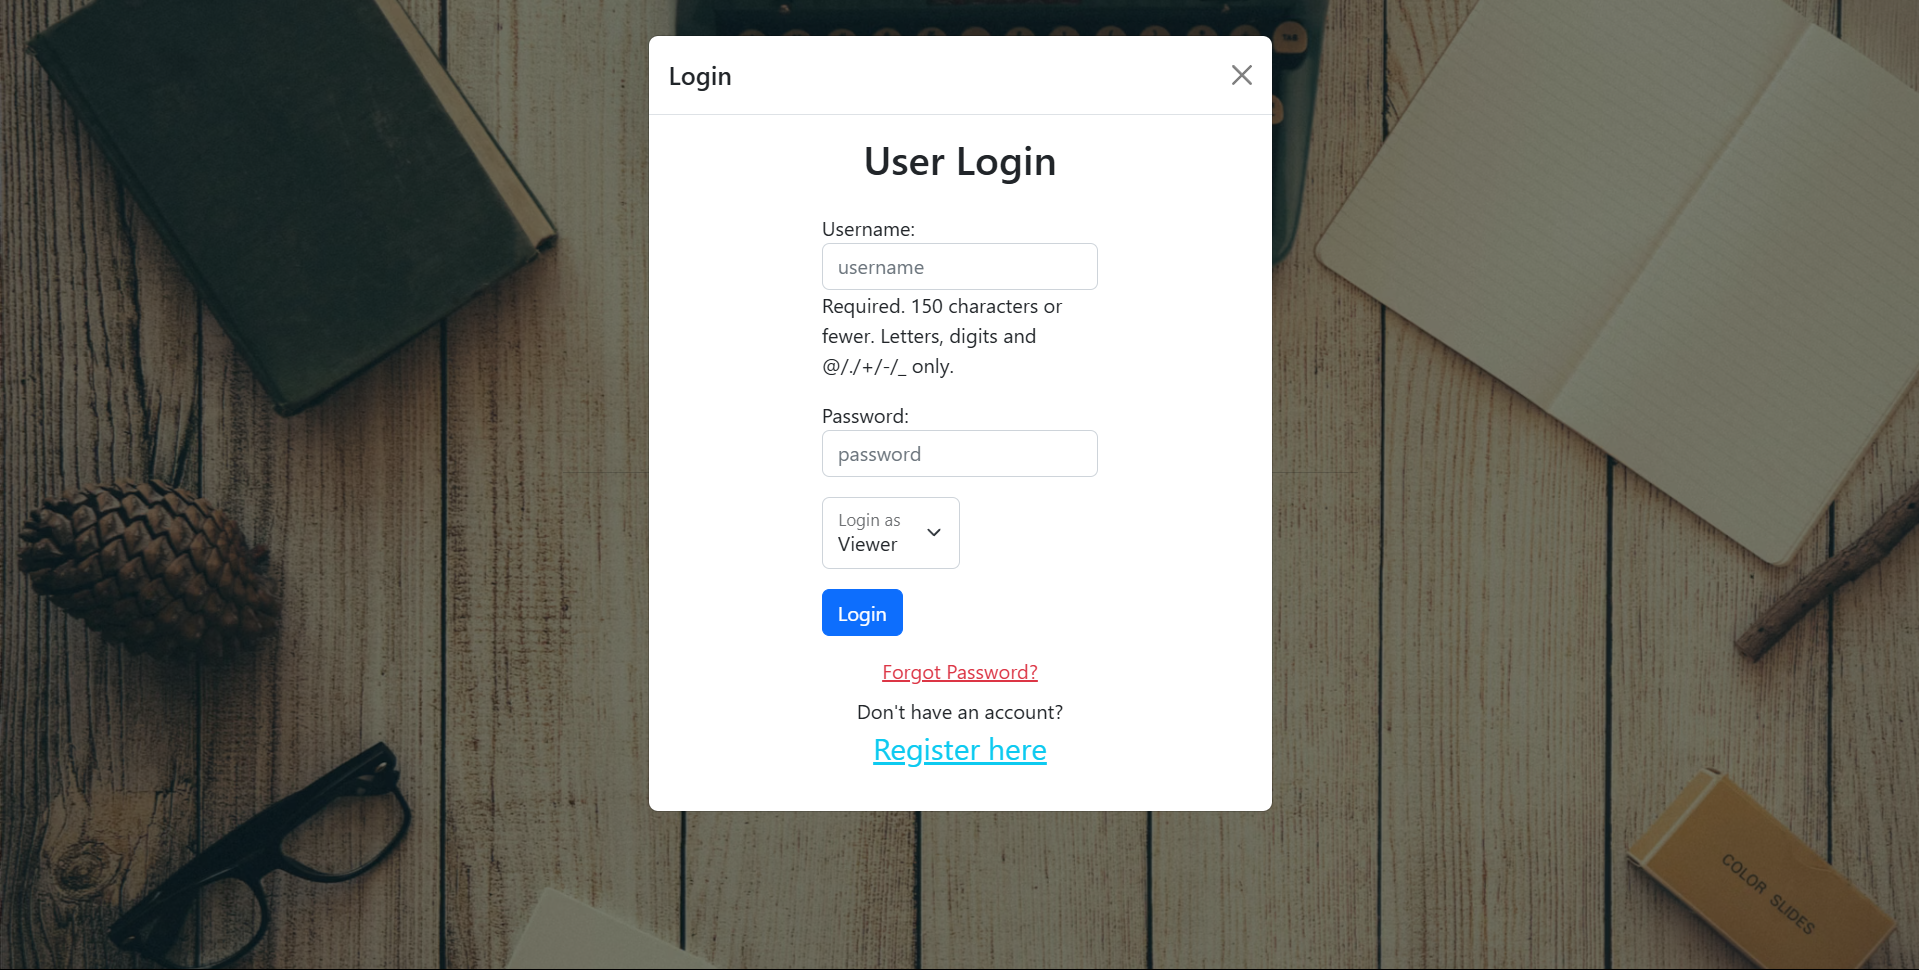 TAB
Login
User Login
Username:
username
Required. 150 characters or
fewer. Letters, digits and
@/./+/-/_ only.
Password:
password
Login as
Viewer
Login
Forgot Password?
Don't have an account?
Register here
COLOR SLIDES